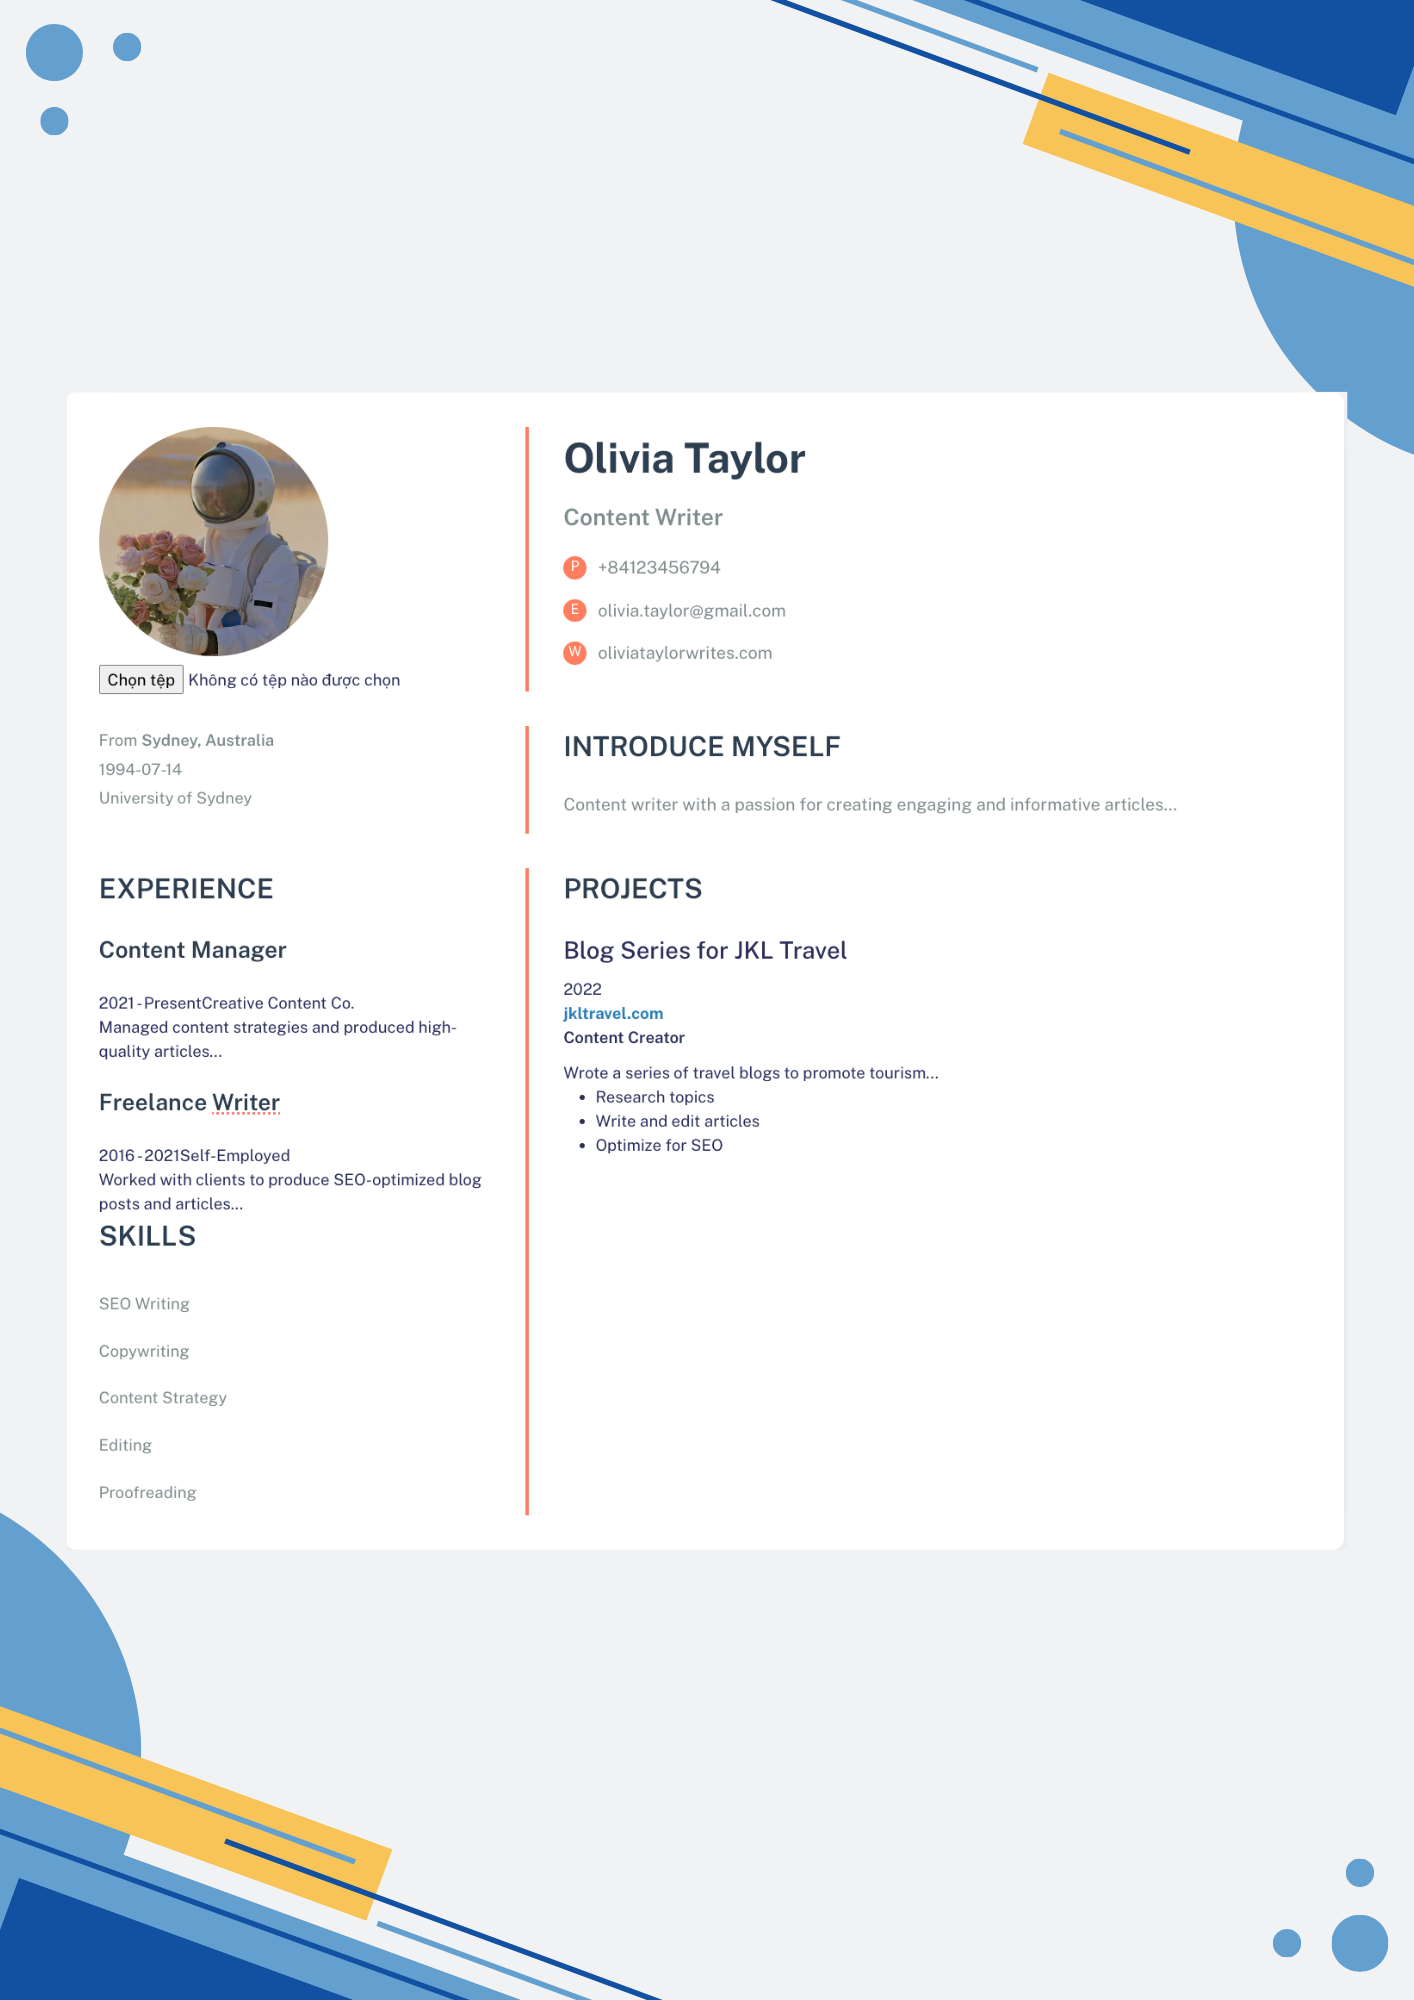 Olivia Taylor
Content Writer
P +84123456794
E olivia.taylor@gmail.com
W oliviataylorwrites.com
Chọn tệp Không có tệp nào được chọn
From Sydney, Australia
1994-07-14
University of Sydney
INTRODUCE MYSELF
Content writer with a passion for creating engaging and informative articles...
EXPERIENCE
Content Manager
2021 - PresentCreative Content Co.
Managed content strategies and produced high-
quality articles...
Freelance Writer
2016 - 2021Self-Employed
Worked with clients to produce SEO-optimized blog
posts and articles...
SKILLS
SEO Writing
Copywriting
Content Strategy
Editing
Proofreading
PROJECTS
Blog Series for JKL Travel
2022
jkltravel.com
Content Creator
Wrote a series of travel blogs to promote tourism...
• Research topics
• Write and edit articles
• Optimize for SEO